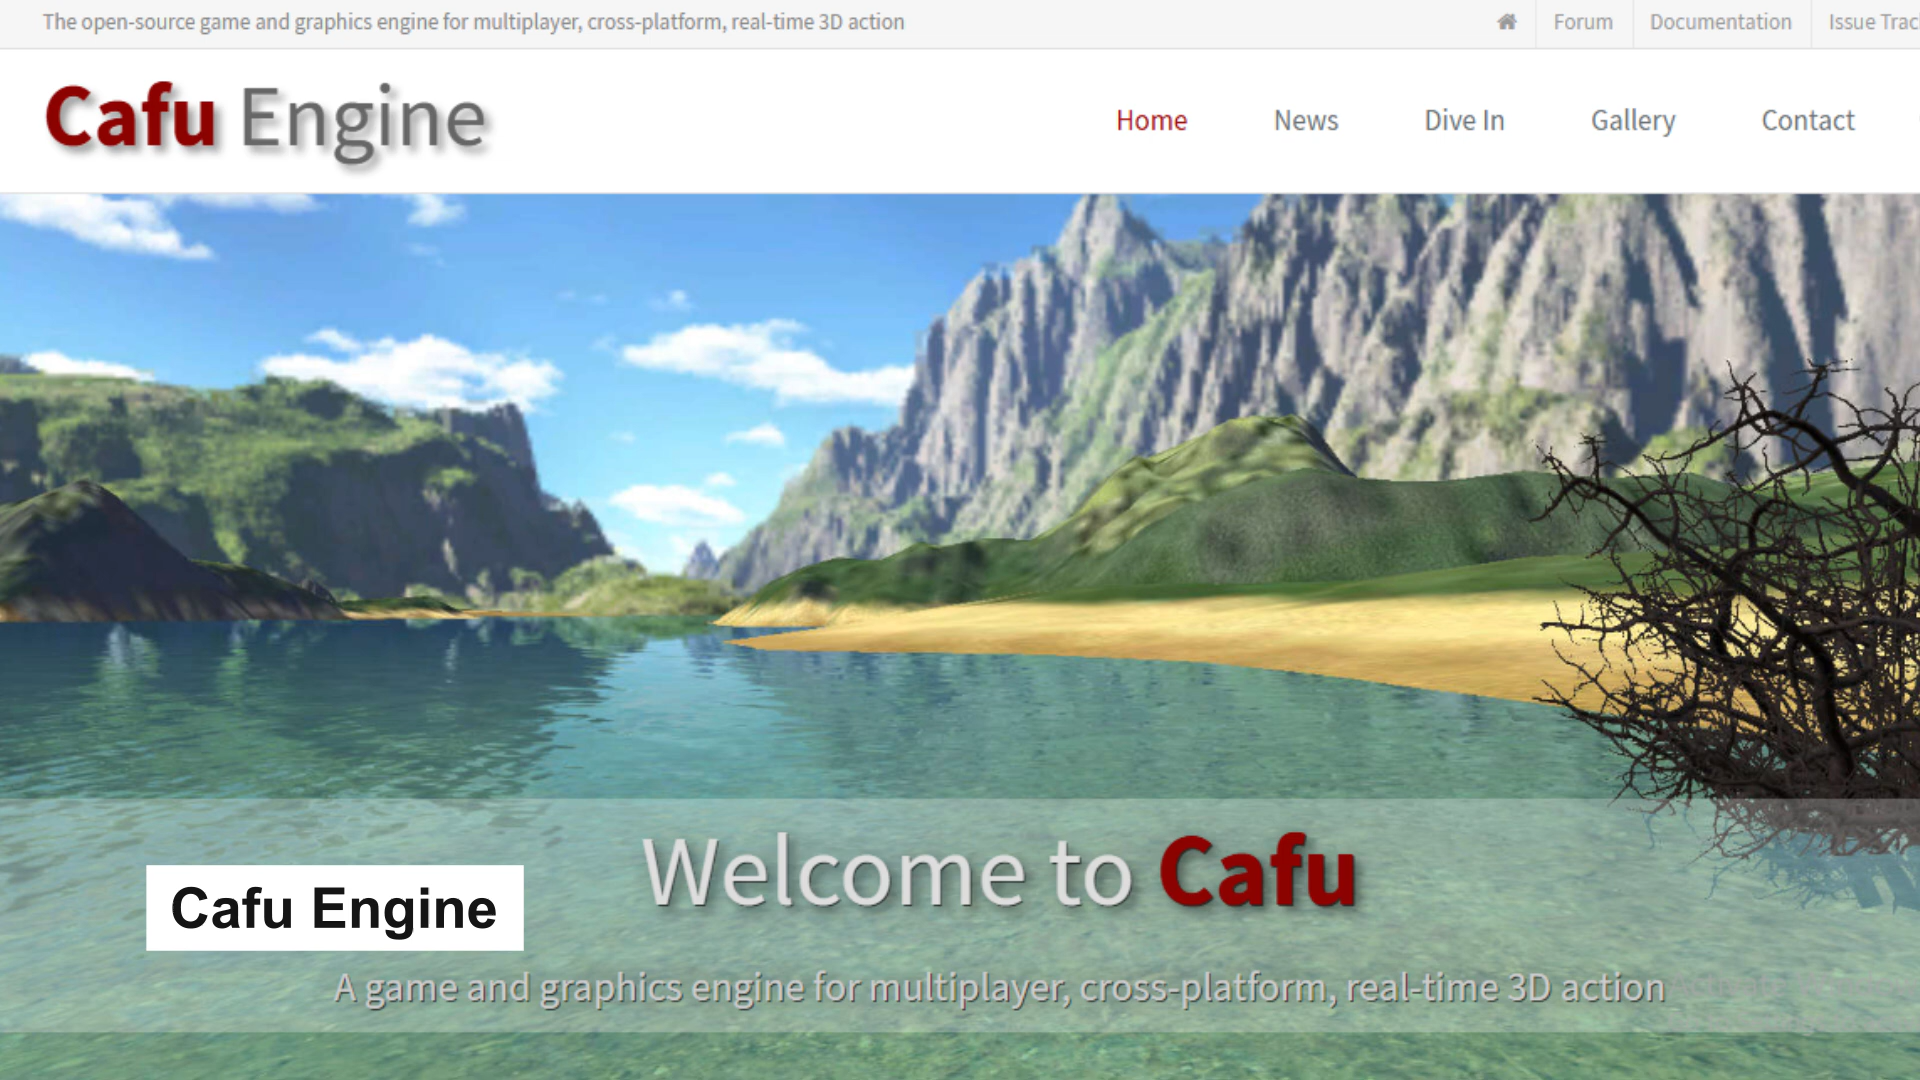 The open-source game and graphics engine for multiplayer, cross-platform, real-time 3D action
Forum Documentation Issue Trac
Cafu Engine
Home News Dive In Gallery Contact
Welcome to Cafu
Cafu Engine
A game and graphics engine for multiplayer, cross-platform, real-time 3D action